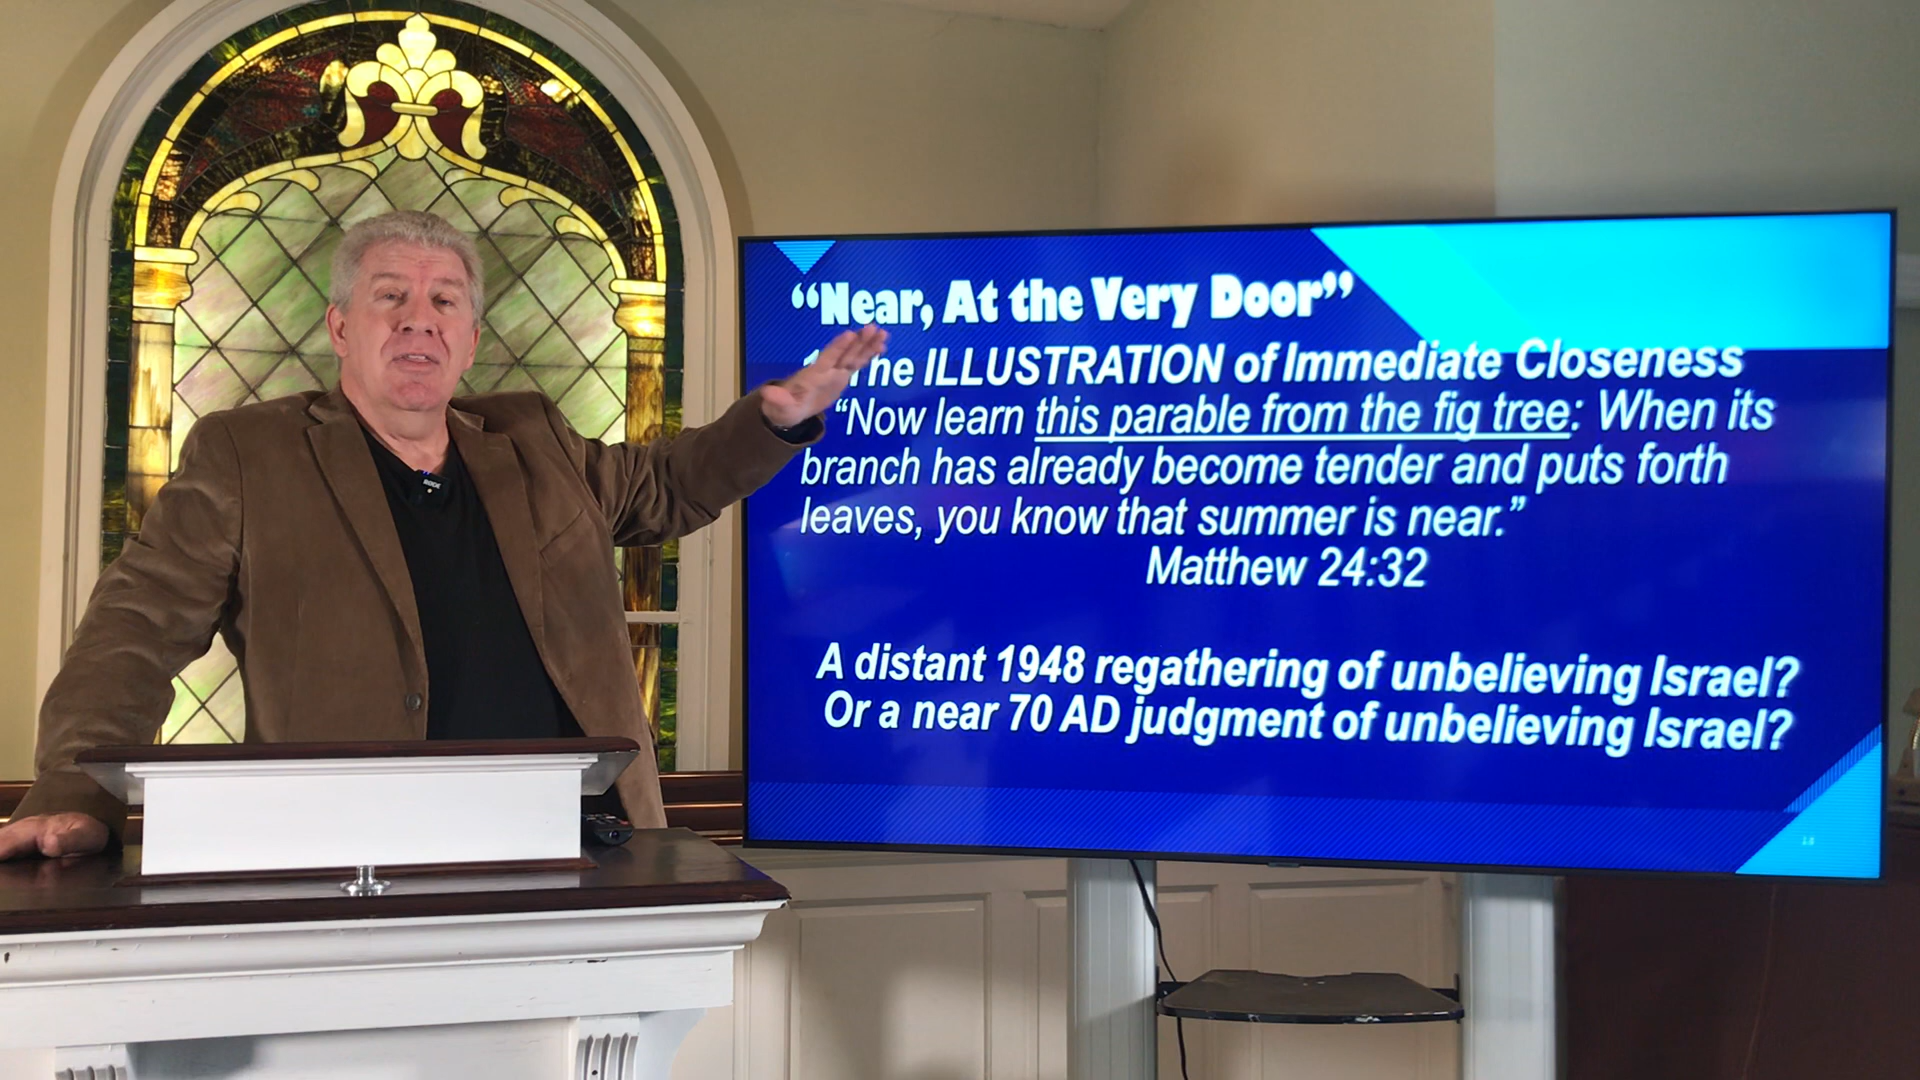 “Near, At the Very Door”
The ILLUSTRATION of Immediate Closeness
“Now learn this parable from the fig tree: When its
branch has already become tender and puts forth
leaves, you know that summer is near.”
Matthew 24:32
A distant 1948 regathering of unbelieving Israel?
Or a near 70 AD judgment of unbelieving Israel?
RODE